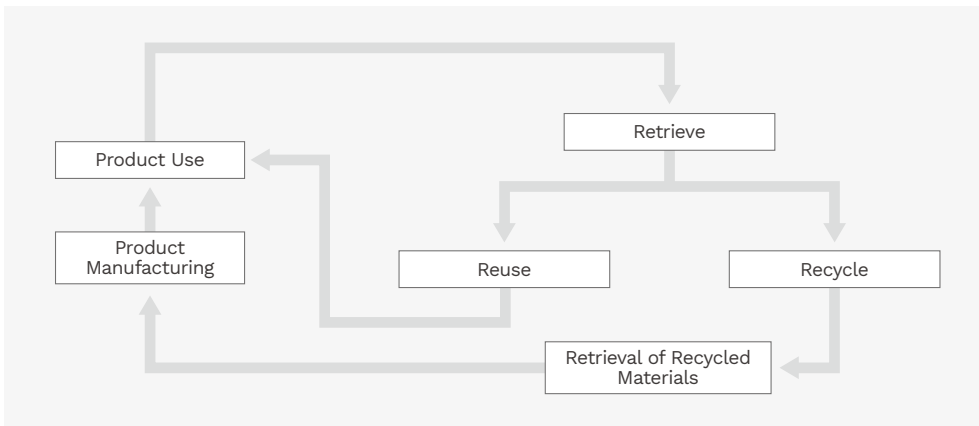 Retrieve
Product Use
Product
Manufacturing
Reuse
Recycle
Retrieval of Recycled
Materials